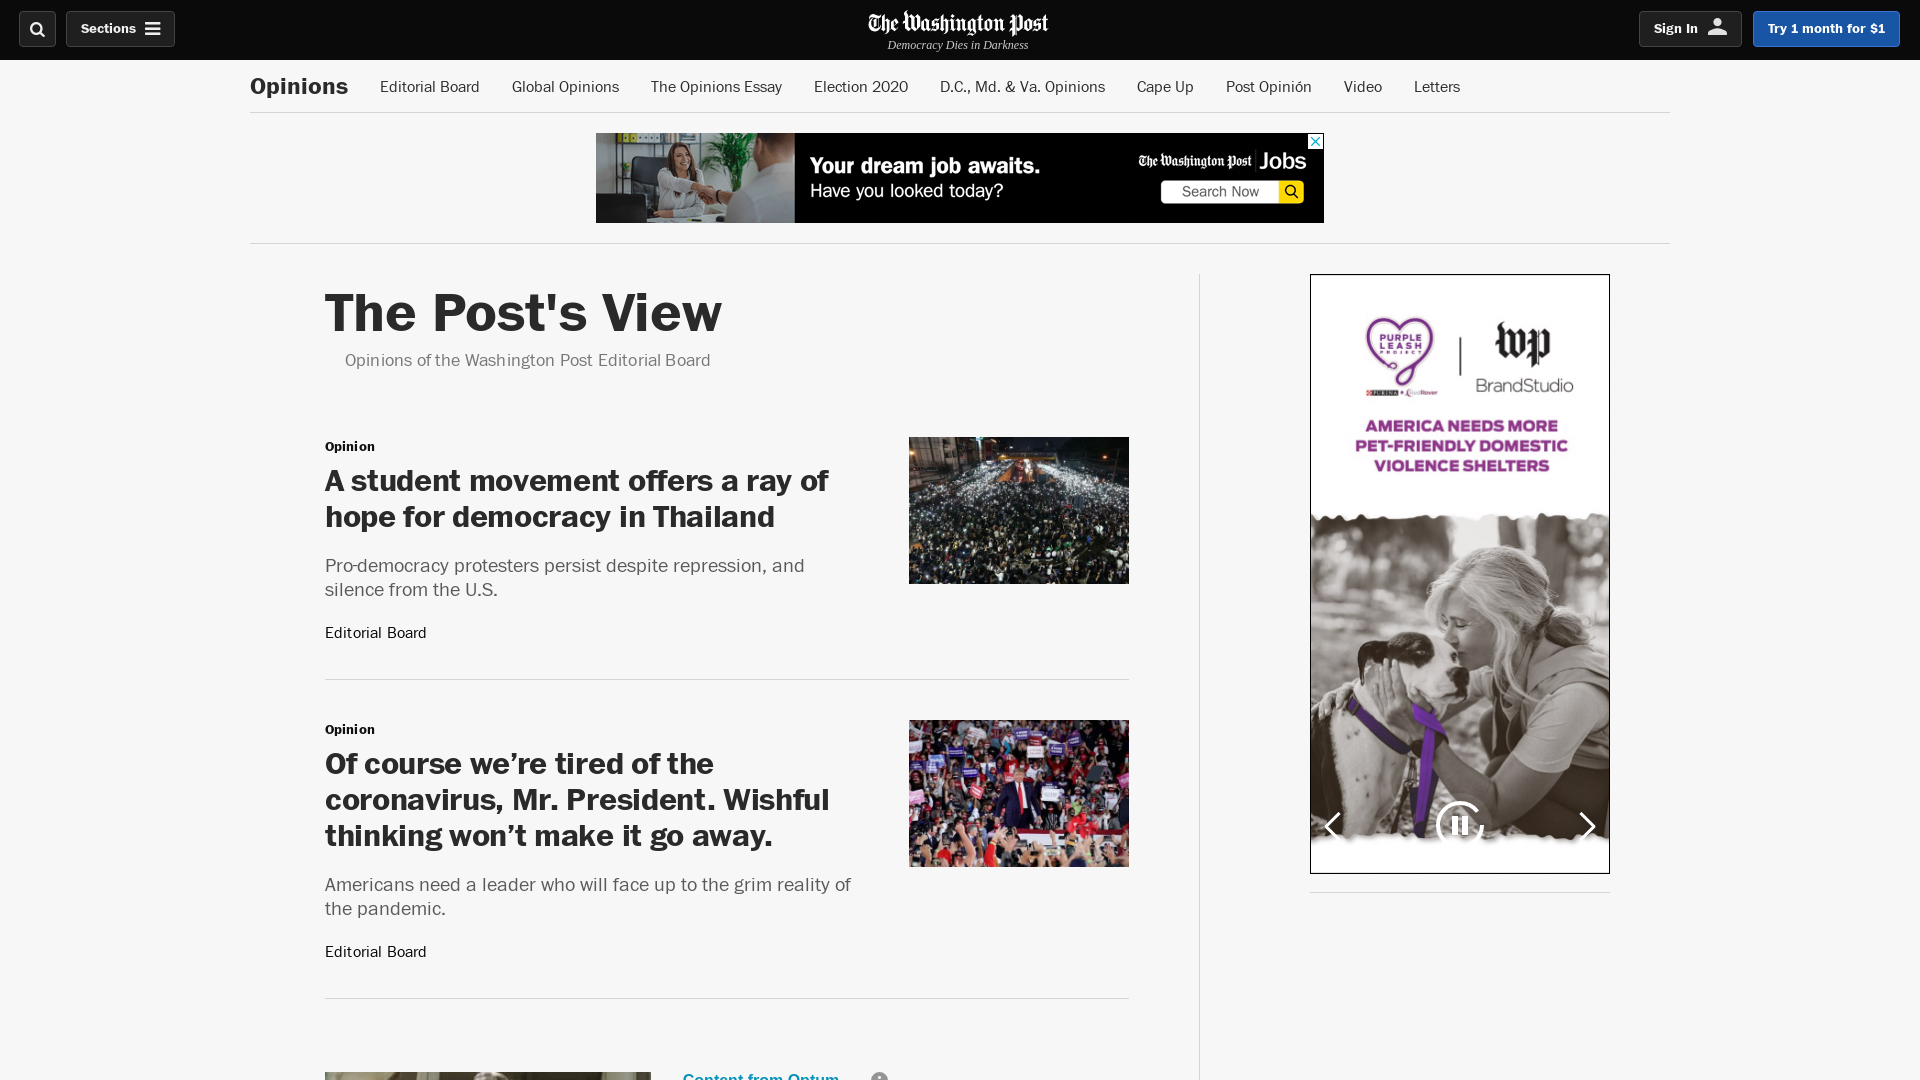 Sections
The Washington Post
Democracy Dies in Darkness
Sign In
Try 1 month for $1
Opinions
Editorial Board
Global Opinions
The Opinions Essay
Election 2020
D.C., Md. & Va. Opinions
Cape Up
Post Opinión
Video
Letters
Your dream job awaits.
Have you looked today?
The Washington Post Jobs
Search Now
The Post's View
Opinions of the Washington Post Editorial Board
Opinion
A student movement offers a ray of
hope for democracy in Thailand
Pro-democracy protesters persist despite repression, and
silence from the U.S.
Editorial Board
Opinion
Of course we’re tired of the
coronavirus, Mr. President. Wishful
thinking won’t make it go away.
Americans need a leader who will face up to the grim reality of
the pandemic.
Editorial Board
Content from Optum
PURPLE
LEASH
PROJECT
PURINA + RedRover
wp
BrandStudio
AMERICA NEEDS MORE
PET-FRIENDLY DOMESTIC
VIOLENCE SHELTERS